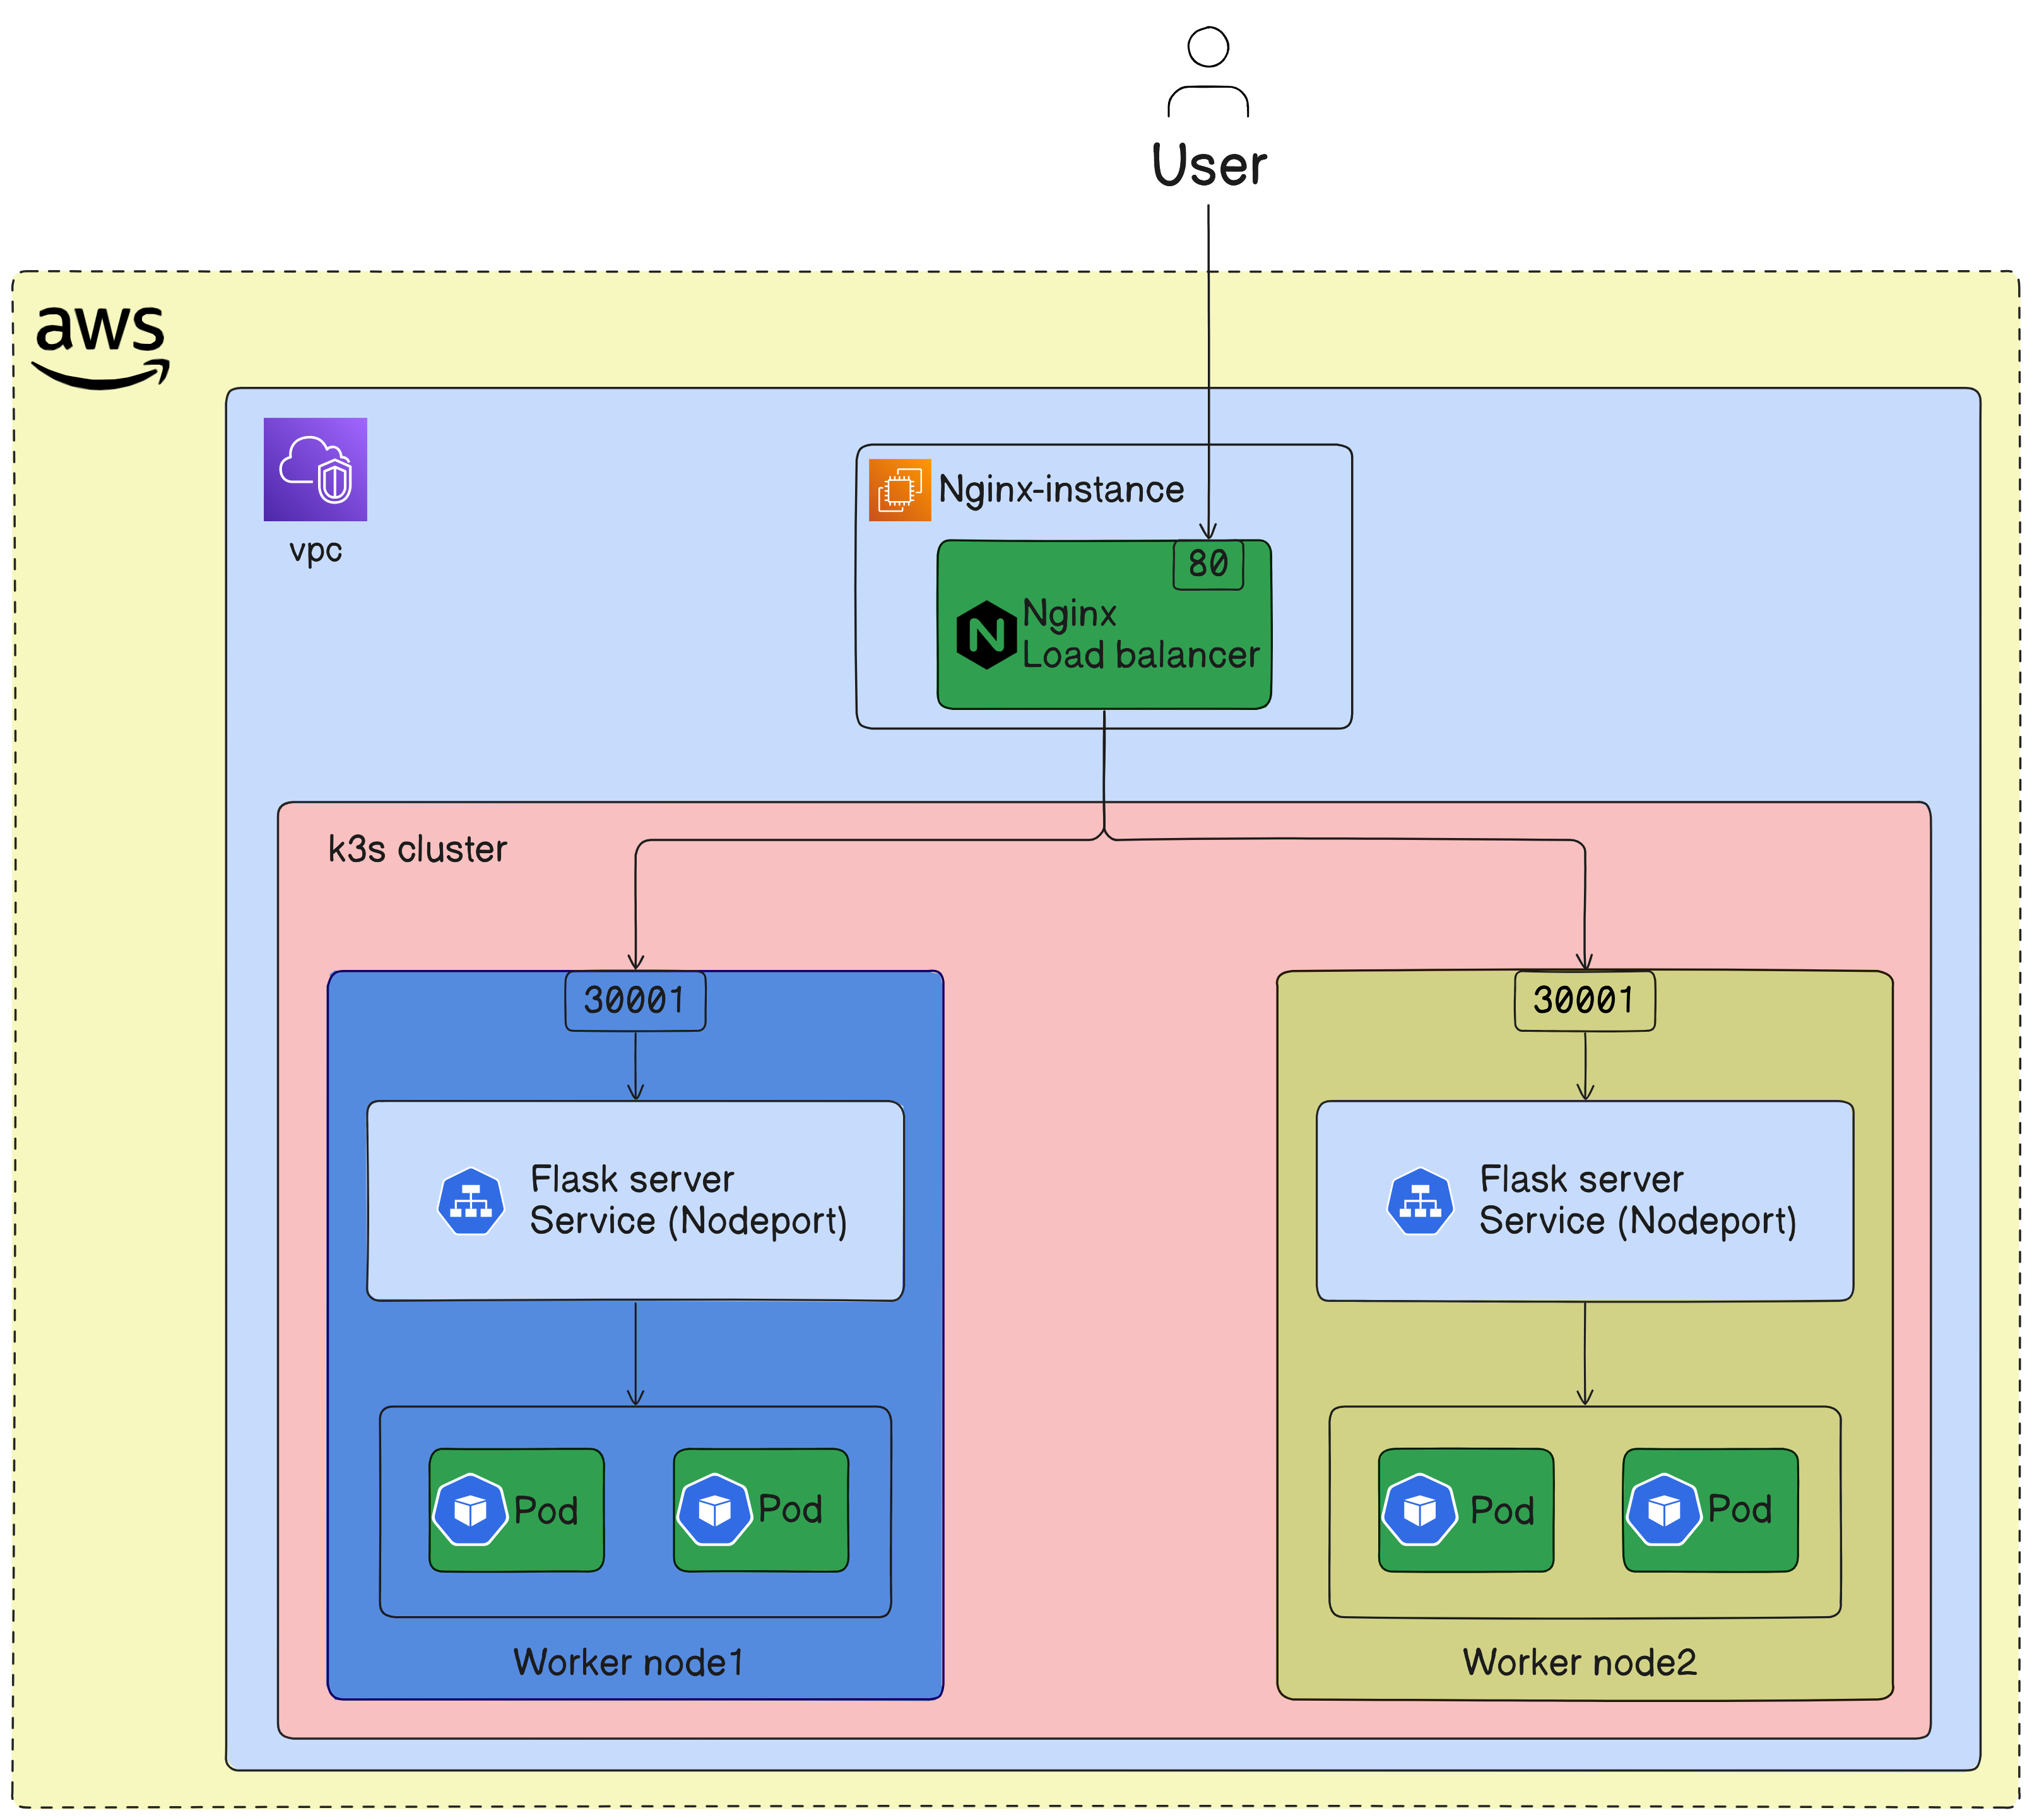 User
aws
vpc
Nginx-instance
80
Nginx
Load balancer
k3s cluster
30001
30001
Flask server
Service (Nodeport)
Flask server
Service (Nodeport)
Pod
Pod
Pod
Pod
Worker node1
Worker node2